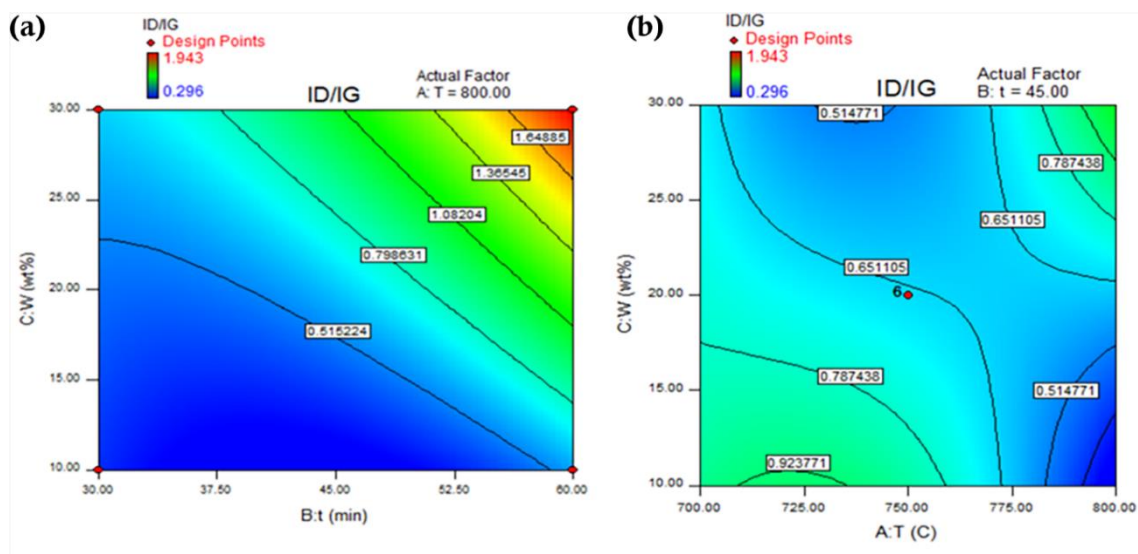 (a)
ID/IG
Design Points
1.943
0.296
ID/IG
Actual Factor
A: T = 800.00
30.00
25.00
20.00
15.00
10.00
C:W (wt%)
1.64885
1.36545
1.08204
0.798631
0.515224
30.00 37.50 45.00 52.50 60.00
B:t (min)
(b)
ID/IG
Design Points
1.943
0.296
ID/IG
Actual Factor
B: t = 45.00
30.00
25.00
20.00
15.00
10.00
C:W (wt%)
0.514771
0.787438
0.651105
0.651105
6
0.787438
0.514771
0.923771
700.00 725.00 750.00 775.00 800.00
A:T (C)